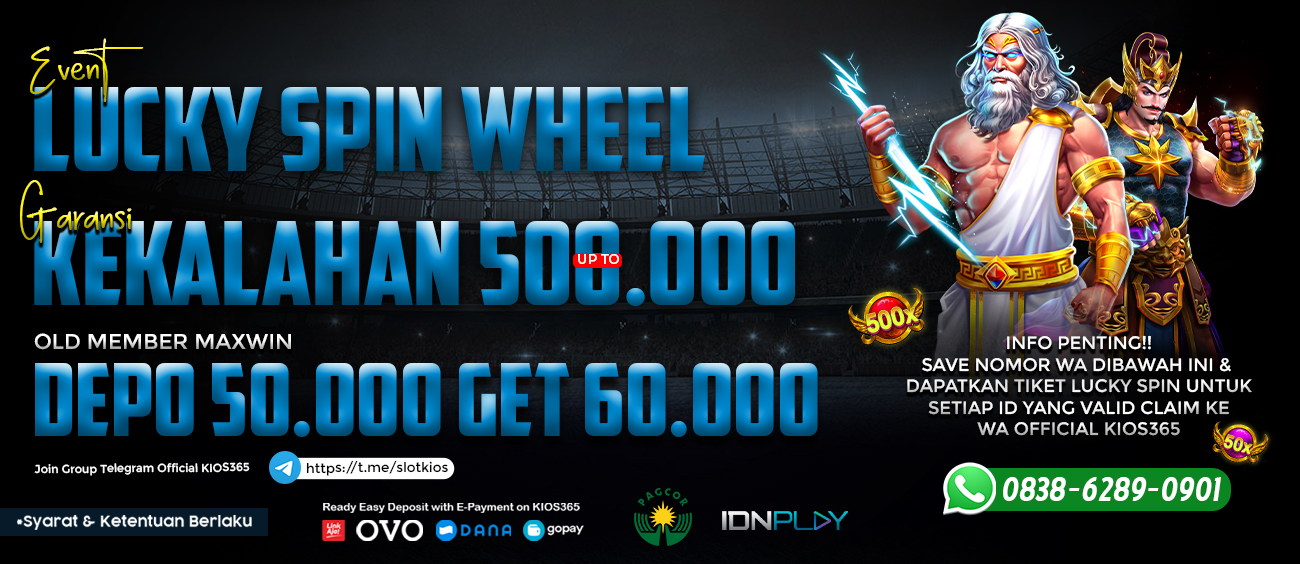 Event
LUCKY SPIN WHEEL
Garansi
KEKALAHAN 500.000
UP TO
OLD MEMBER MAXWIN
DEPO 50.000 GET 60.000
Join Group Telegram Official KIOS365
https://t.me/slotkios
•Syarat & Ketentuan Berlaku
Ready Easy Deposit with E-Payment on KIOS365
Link Aja!
OVO
DANA
gopay
PAGCOR
IDNPLAY
500x
INFO PENTING!!
SAVE NOMOR WA DIBAWAH INI &
DAPATKAN TIKET LUCKY SPIN UNTUK
SETIAP ID YANG VALID CLAIM KE
WA OFFICIAL KIOS365
50x
0838-6289-0901